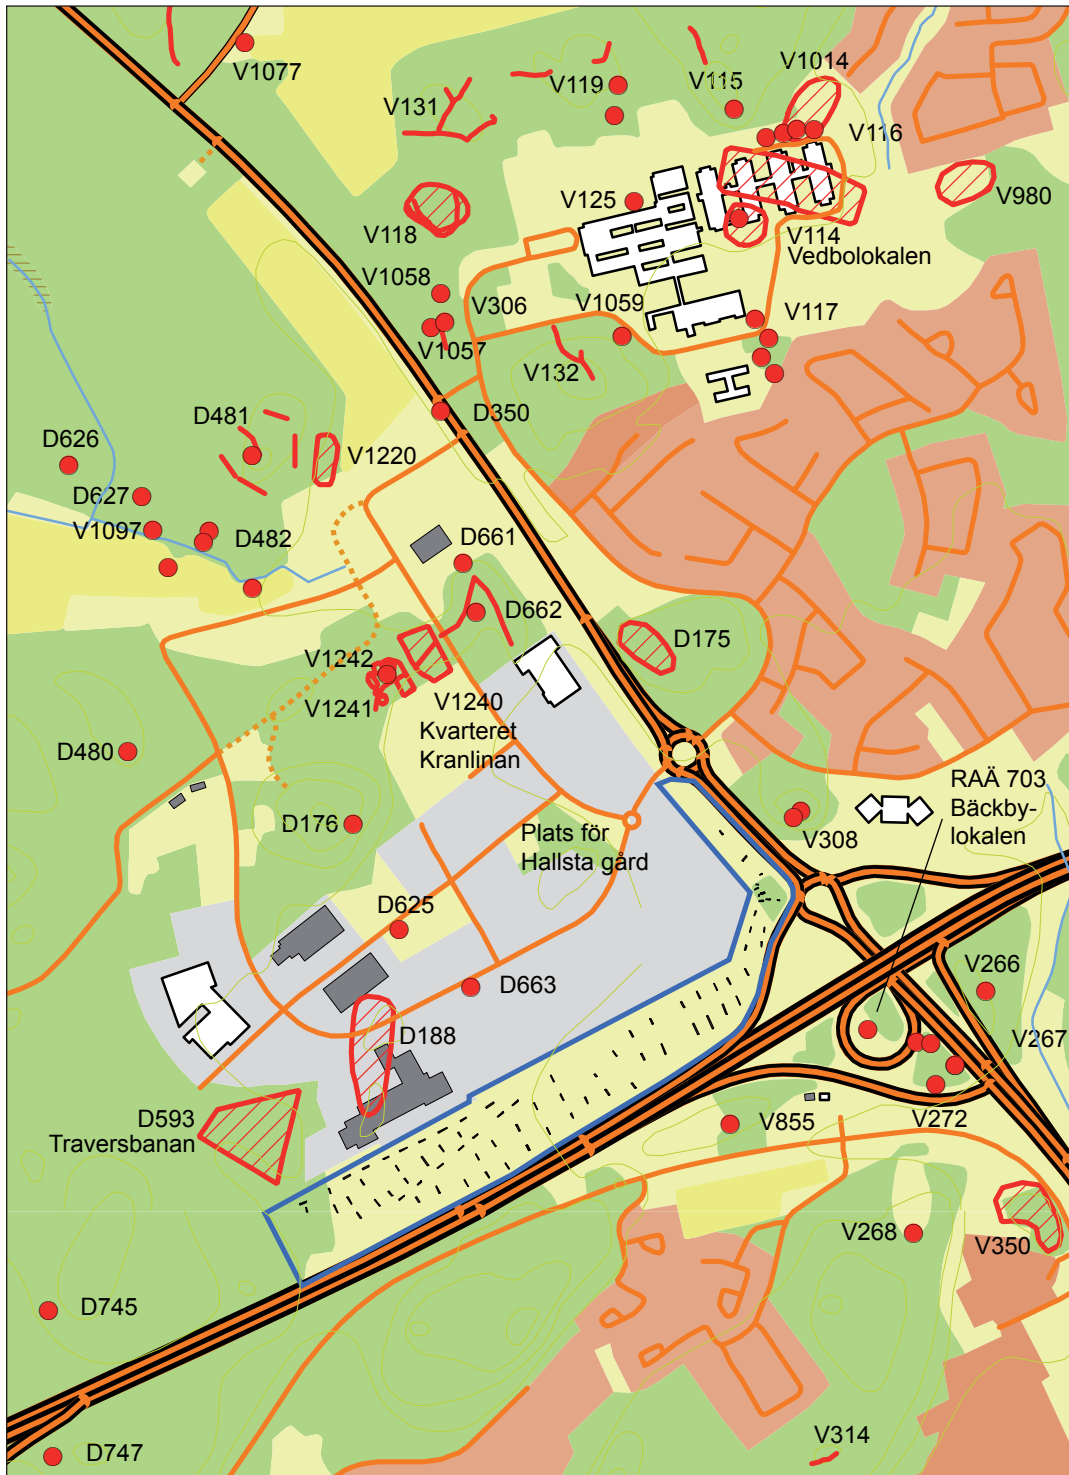 V1077
V119
V115
V1014
V131
V116
V125
V980
V118
V114
Vedbolokalen
V1058
V306
V1059
V117
V1057
V132
D350
D481
D626
V1220
D627
V1097
D482
D661
D662
D175
V1242
V1241
V1240
Kvarteret
Kranlinan
D480
RAÄ 703
Bäckby-
lokalen
D176
Plats för
Hallsta gård
V308
D625
D663
V266
D188
V267
D593
Traversbanan
V855
V272
V268
V350
D745
V314
D747